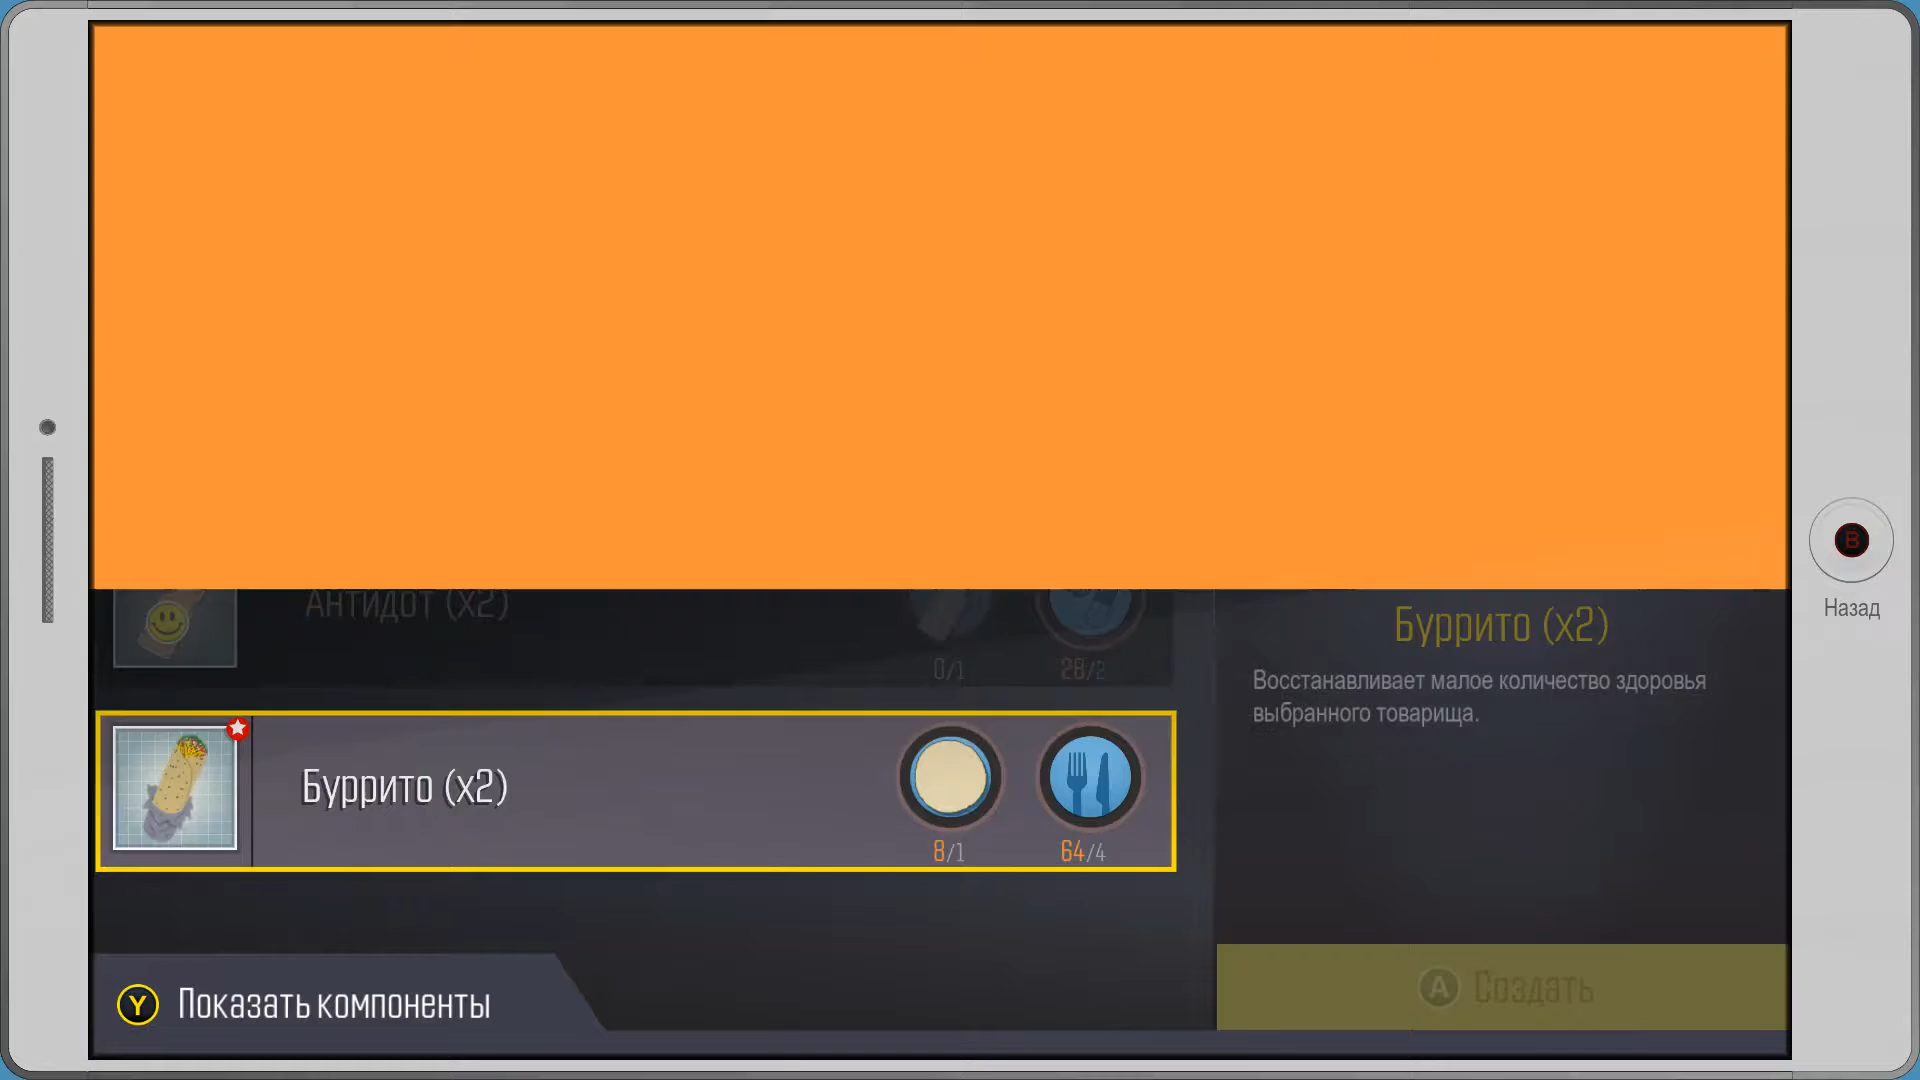 Антидот (x2)
0/1
28/2
Буррито (x2)
Восстанавливает малое количество здоровья
выбранного товарища.
B
Назад
Буррито (x2)
8/1
64/4
Y Показать компоненты
A Создать